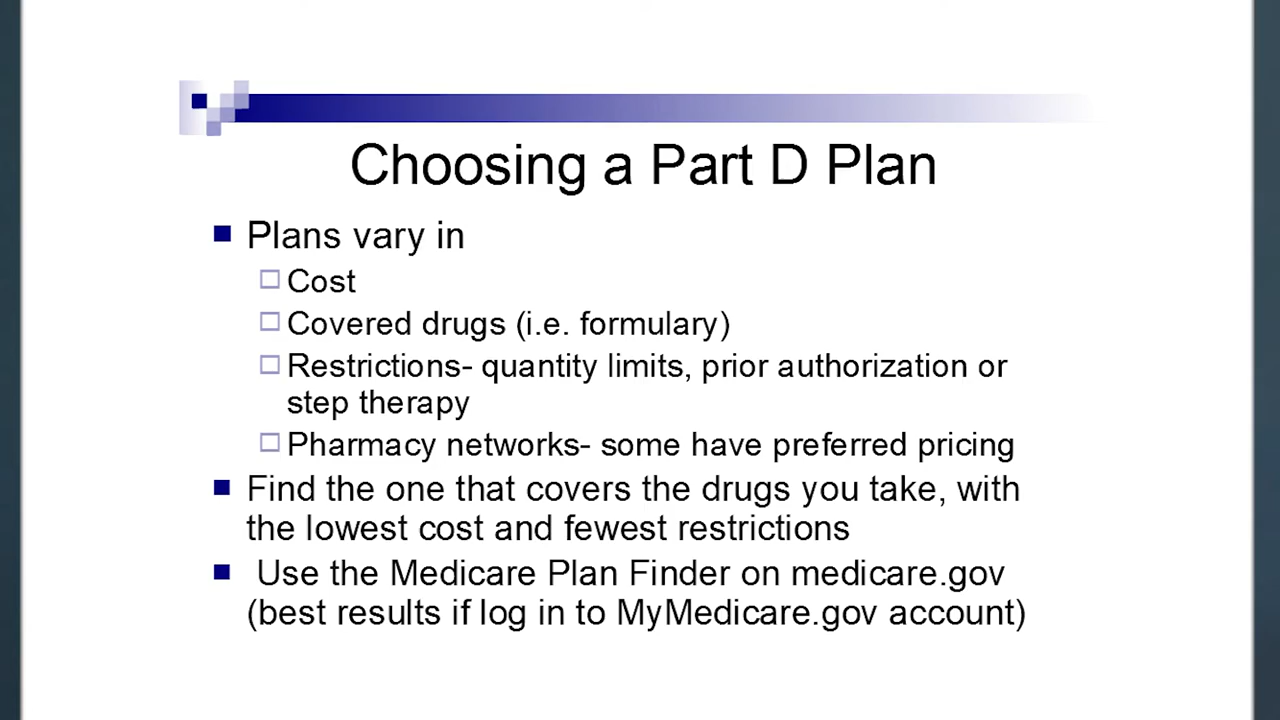 Choosing a Part D Plan
Plans vary in
Cost
Covered drugs (i.e. formulary)
Restrictions- quantity limits, prior authorization or
step therapy
Pharmacy networks- some have preferred pricing
Find the one that covers the drugs you take, with
the lowest cost and fewest restrictions
Use the Medicare Plan Finder on medicare.gov
(best results if log in to MyMedicare.gov account)